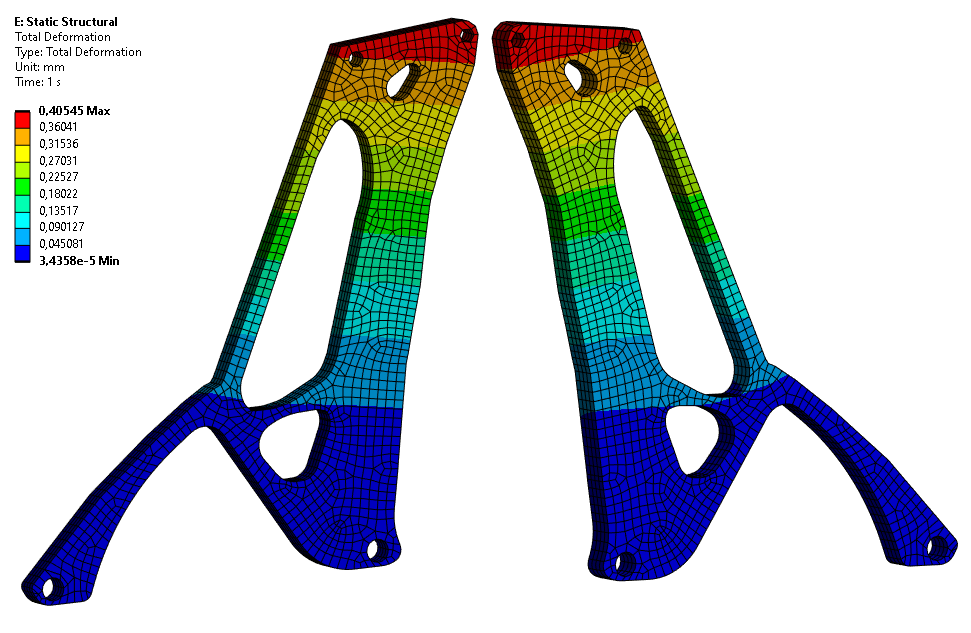 E: Static Structural
Total Deformation
Type: Total Deformation
Unit: mm
Time: 1 s
0,40545 Max
0,36041
0,31536
0,27031
0,22527
0,18022
0,13517
0,090127
0,045081
3,4358e-5 Min